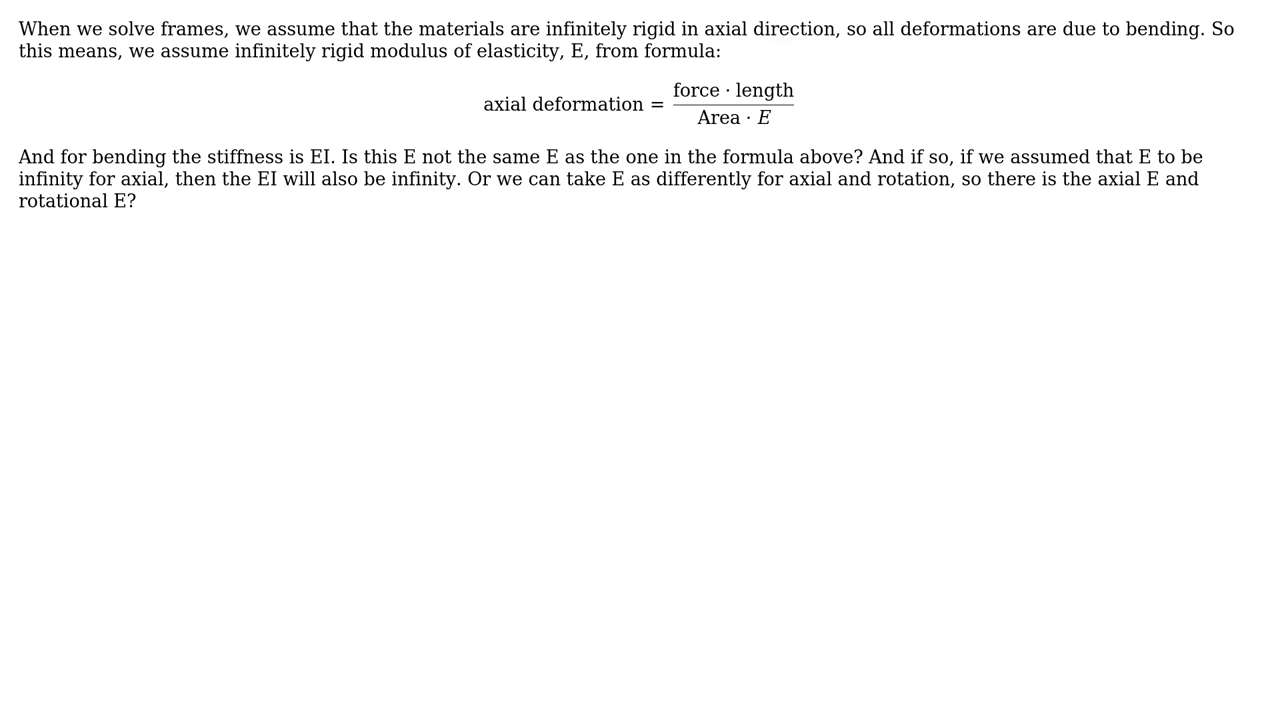 When we solve frames, we assume that the materials are infinitely rigid in axial direction, so all deformations are due to bending. So
this means, we assume infinitely rigid modulus of elasticity, E, from formula:
axial deformation = force · length / Area · E
And for bending the stiffness is EI. Is this E not the same E as the one in the formula above? And if so, if we assumed that E to be
infinity for axial, then the EI will also be infinity. Or we can take E as differently for axial and rotation, so there is the axial E and
rotational E?